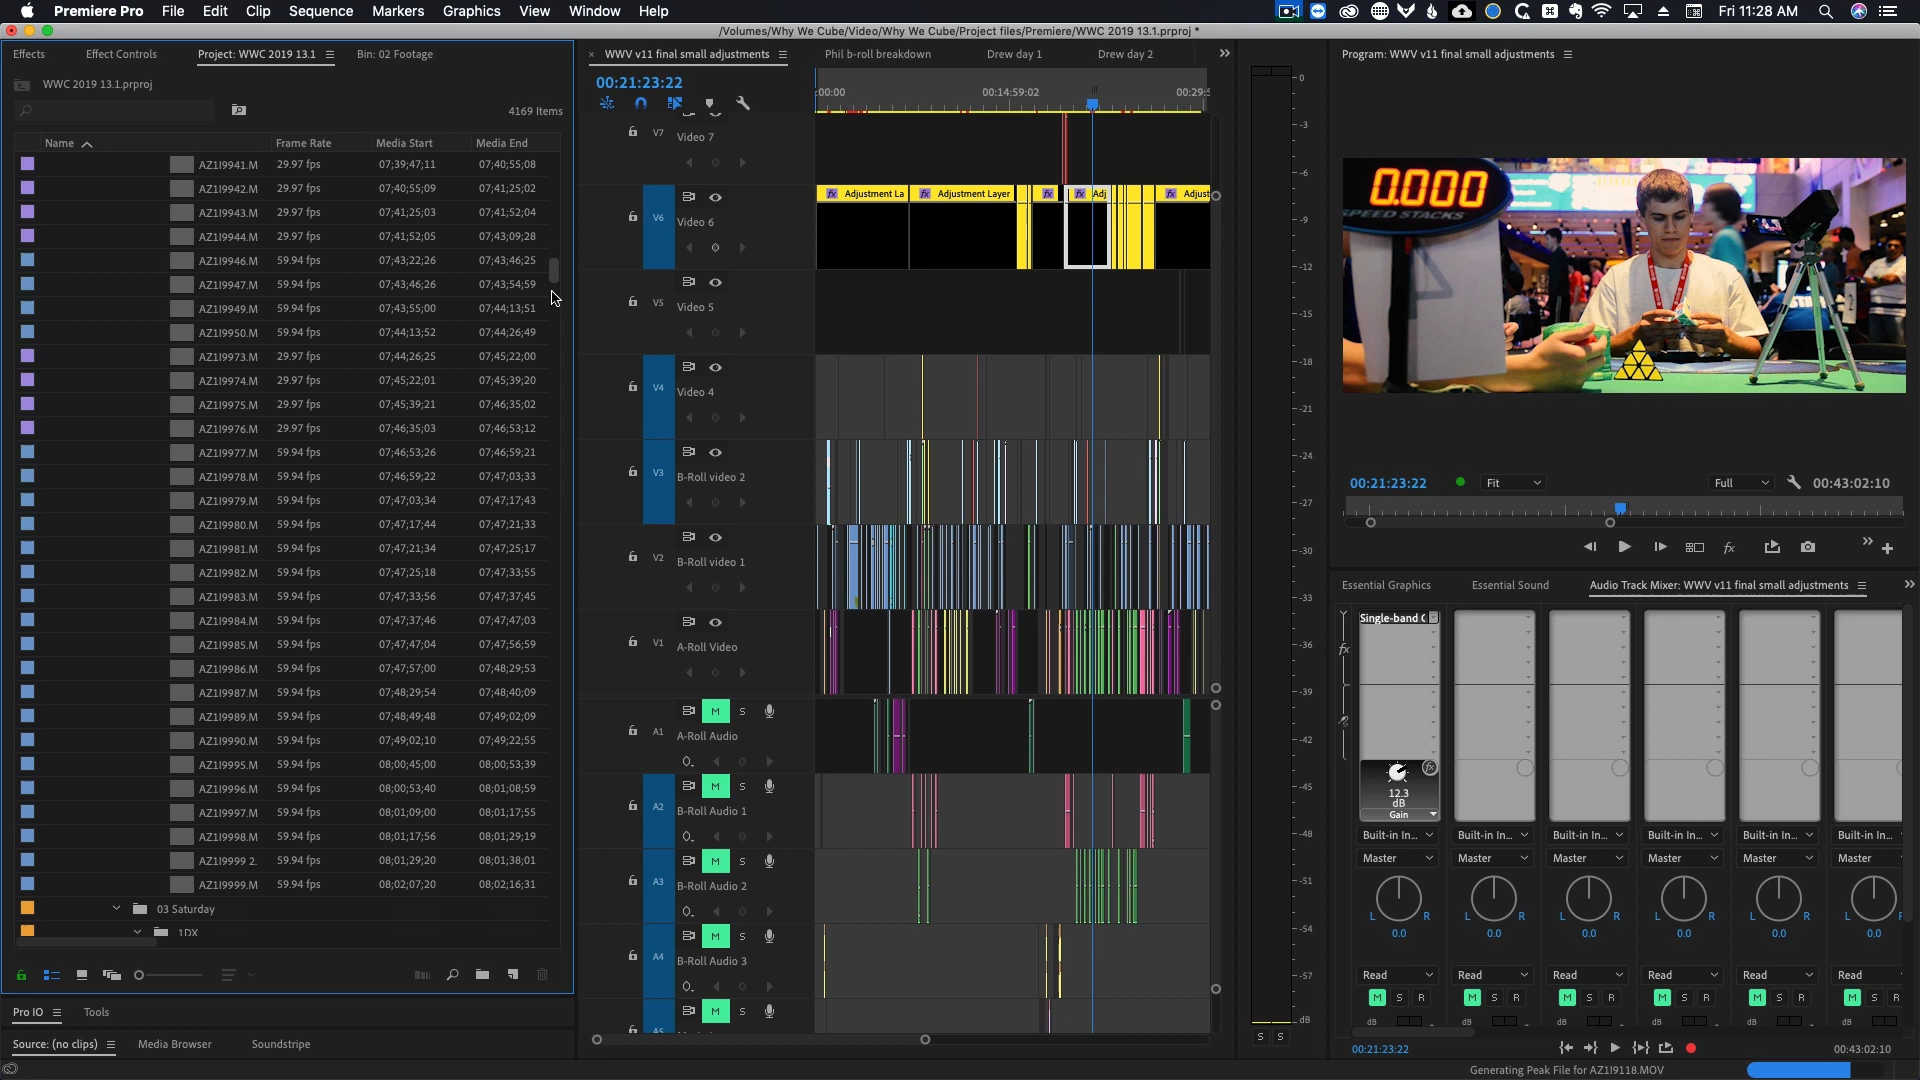 Premiere Pro File Edit Clip Sequence Markers Graphics View Window Help Fri 11:28 AM
/Volumes/Why We Cube/Video/Why We Cube/Project files/Premiere/WWC 2019 13.1.prproj *
Effects Effect Controls Project: WWC 2019 13.1 Bin: 02 Footage
WWC 2019 13.1.prproj
4169 Items
Name Frame Rate Media Start Media End
AZ1I9941.M 29.97 fps 07;39;47;11 07;40;55;08
AZ1I9942.M 29.97 fps 07;40;55;09 07;41;25;02
AZ1I9943.M 29.97 fps 07;41;25;03 07;41;52;04
AZ1I9944.M 29.97 fps 07;41;52;05 07;43;09;28
AZ1I9946.M 59.94 fps 07;43;22;26 07;43;46;25
AZ1I9947.M 59.94 fps 07;43;46;26 07;43;54;59
AZ1I9949.M 59.94 fps 07;43;55;00 07;44;13;51
AZ1I9950.M 59.94 fps 07;44;13;52 07;44;26;49
AZ1I9973.M 29.97 fps 07;44;26;25 07;45;22;00
AZ1I9974.M 29.97 fps 07;45;22;01 07;45;39;20
AZ1I9975.M 29.97 fps 07;45;39;21 07;46;35;02
AZ1I9976.M 29.97 fps 07;46;35;03 07;46;53;12
AZ1I9977.M 59.94 fps 07;46;53;26 07;46;59;21
AZ1I9978.M 59.94 fps 07;46;59;22 07;47;03;33
AZ1I9979.M 59.94 fps 07;47;03;34 07;47;17;43
AZ1I9980.M 59.94 fps 07;47;17;44 07;47;21;33
AZ1I9981.M 59.94 fps 07;47;21;34 07;47;25;17
AZ1I9982.M 59.94 fps 07;47;25;18 07;47;33;55
AZ1I9983.M 59.94 fps 07;47;33;56 07;47;37;45
AZ1I9984.M 59.94 fps 07;47;37;46 07;47;47;03
AZ1I9985.M 59.94 fps 07;47;47;04 07;47;56;59
AZ1I9986.M 59.94 fps 07;47;57;00 07;48;29;53
AZ1I9987.M 59.94 fps 07;48;29;54 07;48;40;09
AZ1I9989.M 59.94 fps 07;48;49;48 07;49;02;09
AZ1I9990.M 59.94 fps 07;49;02;10 07;49;22;55
AZ1I9995.M 59.94 fps 08;00;45;00 08;00;53;39
AZ1I9996.M 59.94 fps 08;00;53;40 08;01;08;59
AZ1I9997.M 59.94 fps 08;01;09;00 08;01;17;55
AZ1I9998.M 59.94 fps 08;01;17;56 08;01;29;19
AZ1I9999 2. 59.94 fps 08;01;29;20 08;01;38;01
AZ1I9999.M 59.94 fps 08;02;07;20 08;02;16;31
03 Saturday
1DX
Pro IO Tools
Source: (no clips) Media Browser Soundstripe
× WWV v11 final small adjustments Phil b-roll breakdown Drew day 1 Drew day 2
00:21:23:22
:00:00 00:14:59:02 00:29:5
V7 Video 7
Adjustment La Adjustment Layer Adj Adjust
V6 Video 6
V5 Video 5
V4 Video 4
V3 B-Roll video 2
V2 B-Roll video 1
V1 A-Roll Video
M S
A1 A-Roll Audio
M S
A2 B-Roll Audio 1
M S
A3 B-Roll Audio 2
M S
A4 B-Roll Audio 3
M S
A5
0
-3
-6
-9
-12
-15
-18
-21
-24
-27
-30
-33
-36
-39
-42
-45
-48
-51
-54
-57
dB
S S
Program: WWV v11 final small adjustments
0.000
SPEED STACKS
00:21:23:22 Fit Full 00:43:02:10
Essential Graphics Essential Sound Audio Track Mixer: WWV v11 final small adjustments
Single-band C
fx
12.3
dB
Gain
Built-in In... Built-in In... Built-in In... Built-in In... Built-in In... Built-in In...
Master Master Master Master Master Master
L R L R L R L R L R L
0.0 0.0 0.0 0.0 0.0 0.0
Read Read Read Read Read Read
M S R M S R M S R M S R M S R M S R
dB dB dB dB dB dB
00:21:23:22 00:43:02:10
Generating Peak File for AZ1I9118.MOV